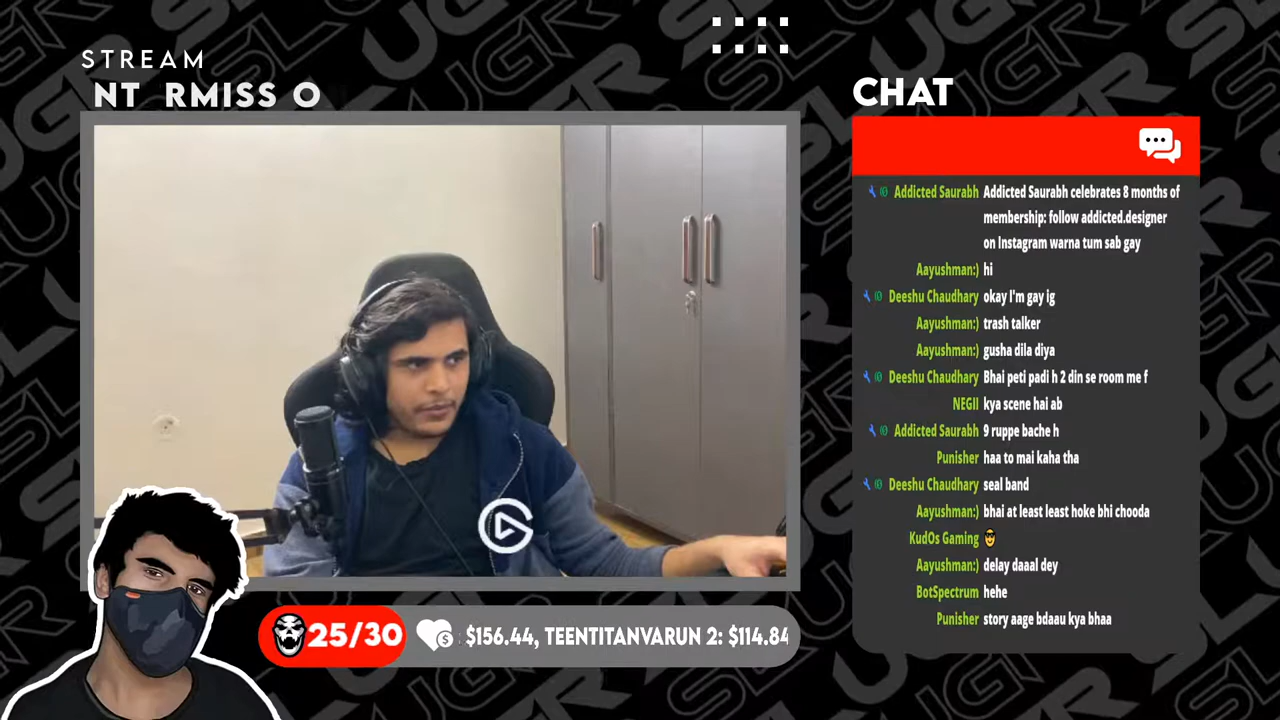 STREAM
NT RMISS O
CHAT
Addicted Saurabh Addicted Saurabh celebrates 8 months of
membership: follow addicted.designer
on Instagram warna tum sab gay
Aayushman:) hi
Deeshu Chaudhary okay I'm gay ig
Aayushman:) trash talker
Aayushman:) gusha dila diya
Deeshu Chaudhary Bhai peti padi h 2 din se room me f
NEGII kya scene hai ab
Addicted Saurabh 9 ruppe bache h
Punisher haa to mai kaha tha
Deeshu Chaudhary seal band
Aayushman:) bhai at least least hoke bhi chooda
KudOs Gaming
Aayushman:) delay daaal dey
BotSpectrum hehe
Punisher story aage bdaau kya bhaa
25/30
: $156.44, TEENTITANVARUN 2: $114.84